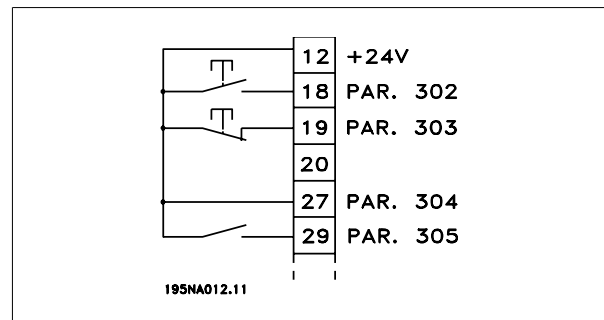 12 +24V
18 PAR. 302
19 PAR. 303
20
27 PAR. 304
29 PAR. 305
195NA012.11